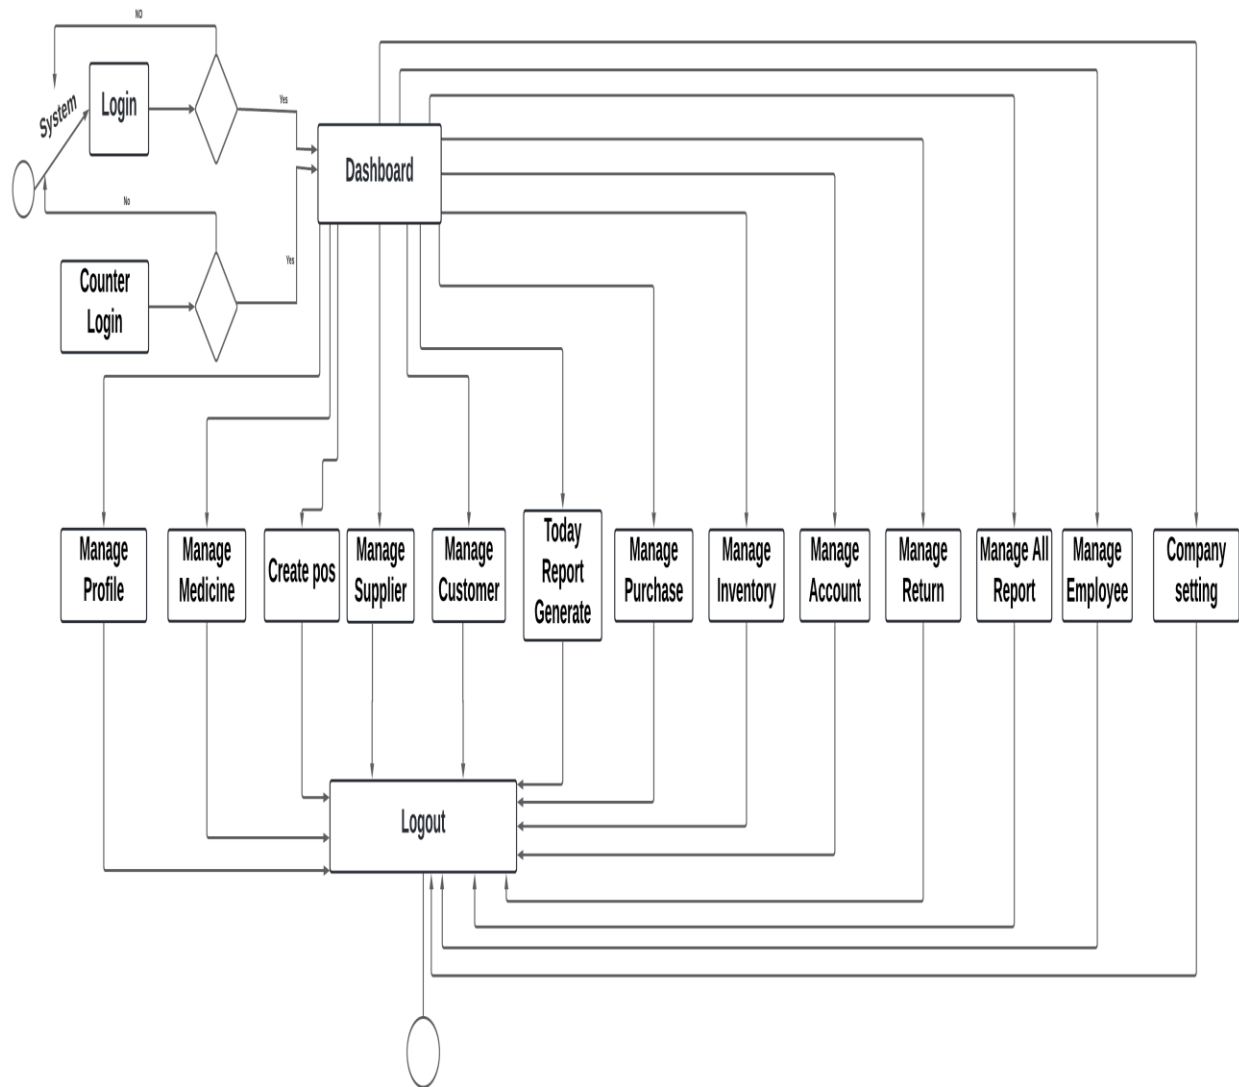 NO
System
Login
Yes
Dashboard
No
Yes
Counter
Login
Manage
Profile
Manage
Medicine
Create pos
Manage
Supplier
Manage
Customer
Today
Report
Generate
Manage
Purchase
Manage
Inventory
Manage
Account
Manage
Return
Manage All
Report
Manage
Employee
Company
setting
Logout